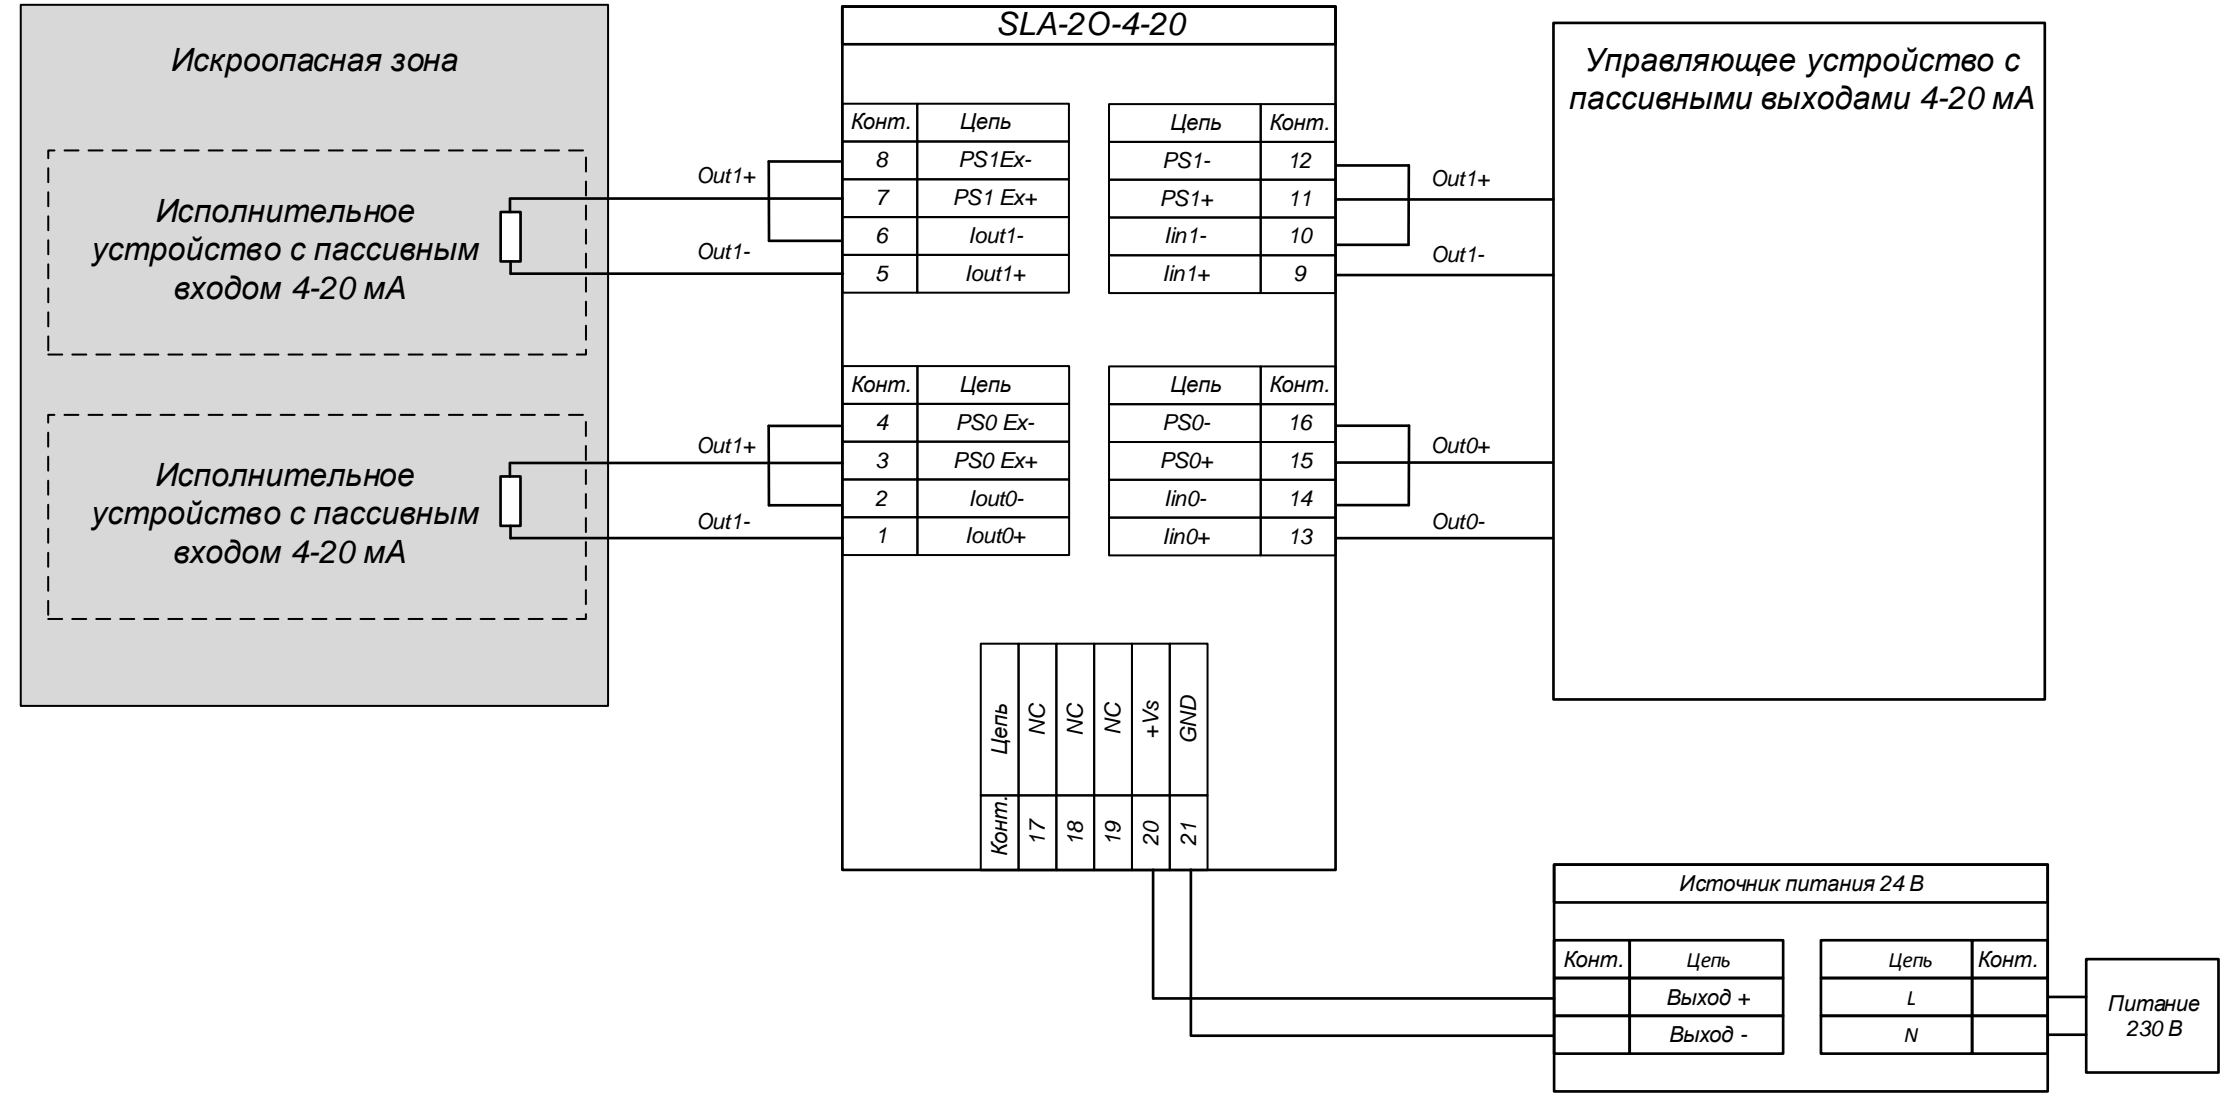 SLA-2O-4-20
Искроопасная зона
Исполнительное
устройство с пассивным
входом 4-20 мА
Исполнительное
устройство с пассивным
входом 4-20 мА
Out1+
Out1-
Out1+
Out1-
Конт. Цепь
8 PS1Ex-
7 PS1 Ex+
6 Iout1-
5 Iout1+
Цепь Конт.
PS1- 12
PS1+ 11
Iin1- 10
Iin1+ 9
Конт. Цепь
4 PS0 Ex-
3 PS0 Ex+
2 Iout0-
1 Iout0+
Цепь Конт.
PS0- 16
PS0+ 15
Iin0- 14
Iin0+ 13
Out1+
Out1-
Out0+
Out0-
Управляющее устройство с
пассивными выходами 4-20 мА
Цепь NC NC NC +Vs GND
Конт. 17 18 19 20 21
Источник питания 24 В
Конт. Цепь
Выход +
Выход -
Цепь Конт.
L
N
Питание
230 В